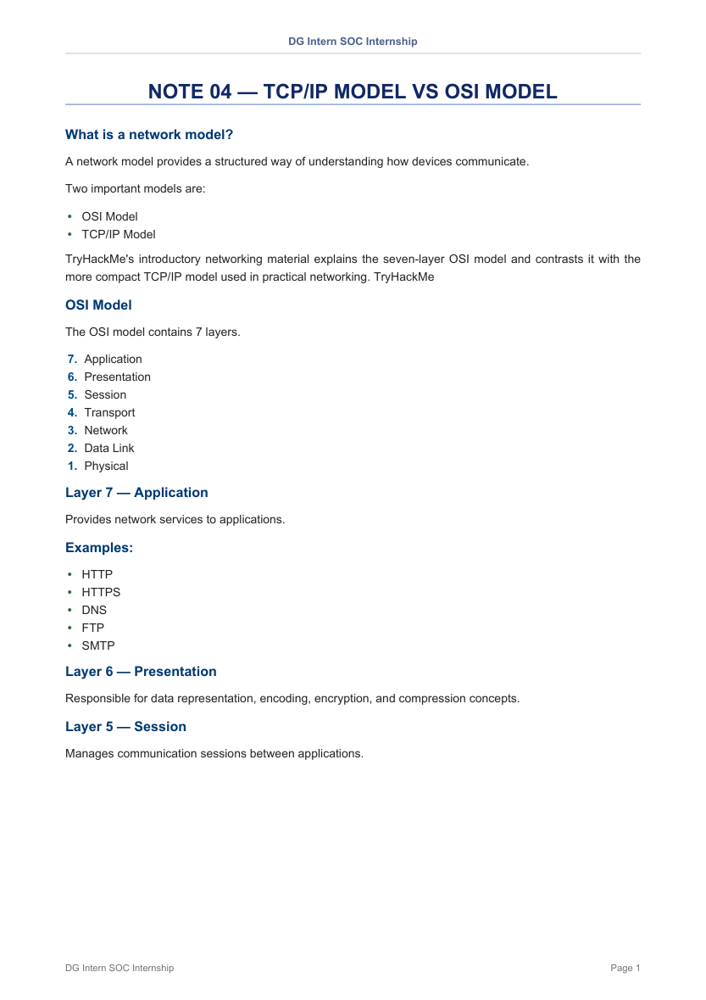 DG Intern SOC Internship
NOTE 04 — TCP/IP MODEL VS OSI MODEL
What is a network model?
A network model provides a structured way of understanding how devices communicate.
Two important models are:
• OSI Model
• TCP/IP Model
TryHackMe's introductory networking material explains the seven-layer OSI model and contrasts it with the
more compact TCP/IP model used in practical networking. TryHackMe
OSI Model
The OSI model contains 7 layers.
7. Application
6. Presentation
5. Session
4. Transport
3. Network
2. Data Link
1. Physical
Layer 7 — Application
Provides network services to applications.
Examples:
• HTTP
• HTTPS
• DNS
• FTP
• SMTP
Layer 6 — Presentation
Responsible for data representation, encoding, encryption, and compression concepts.
Layer 5 — Session
Manages communication sessions between applications.
DG Intern SOC Internship
Page 1